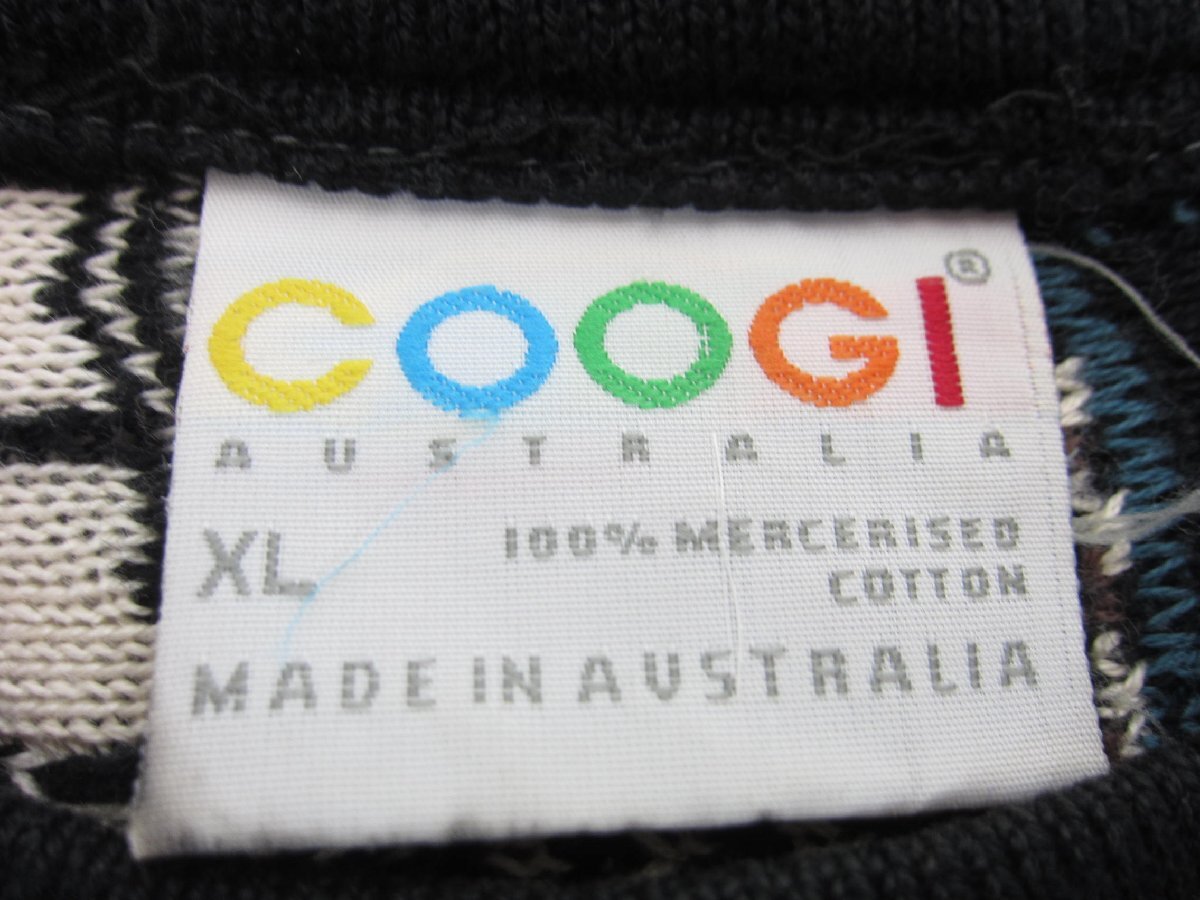 COOGI®
AUSTRALIA
XL 100% MERCERISED
COTTON
MADE IN AUSTRALIA